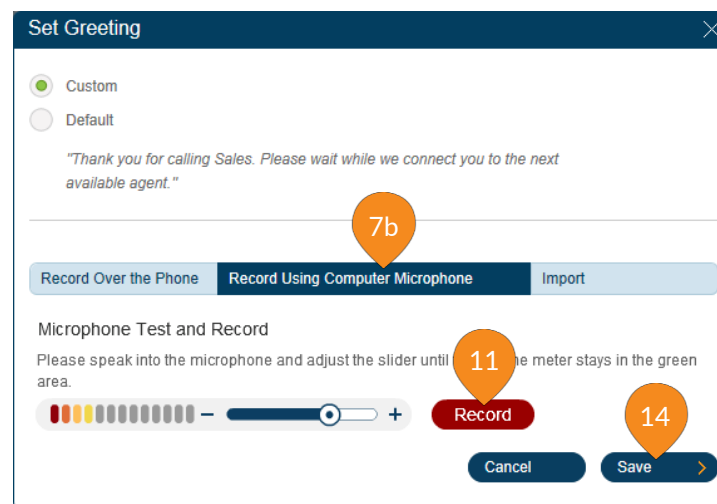 Set Greeting
Custom
Default
"Thank you for calling Sales. Please wait while we connect you to the next
available agent."
7b
Record Over the Phone Record Using Computer Microphone Import
Microphone Test and Record
Please speak into the microphone and adjust the slider until 11 meter stays in the green
area.
− + Record
14
Cancel Save >